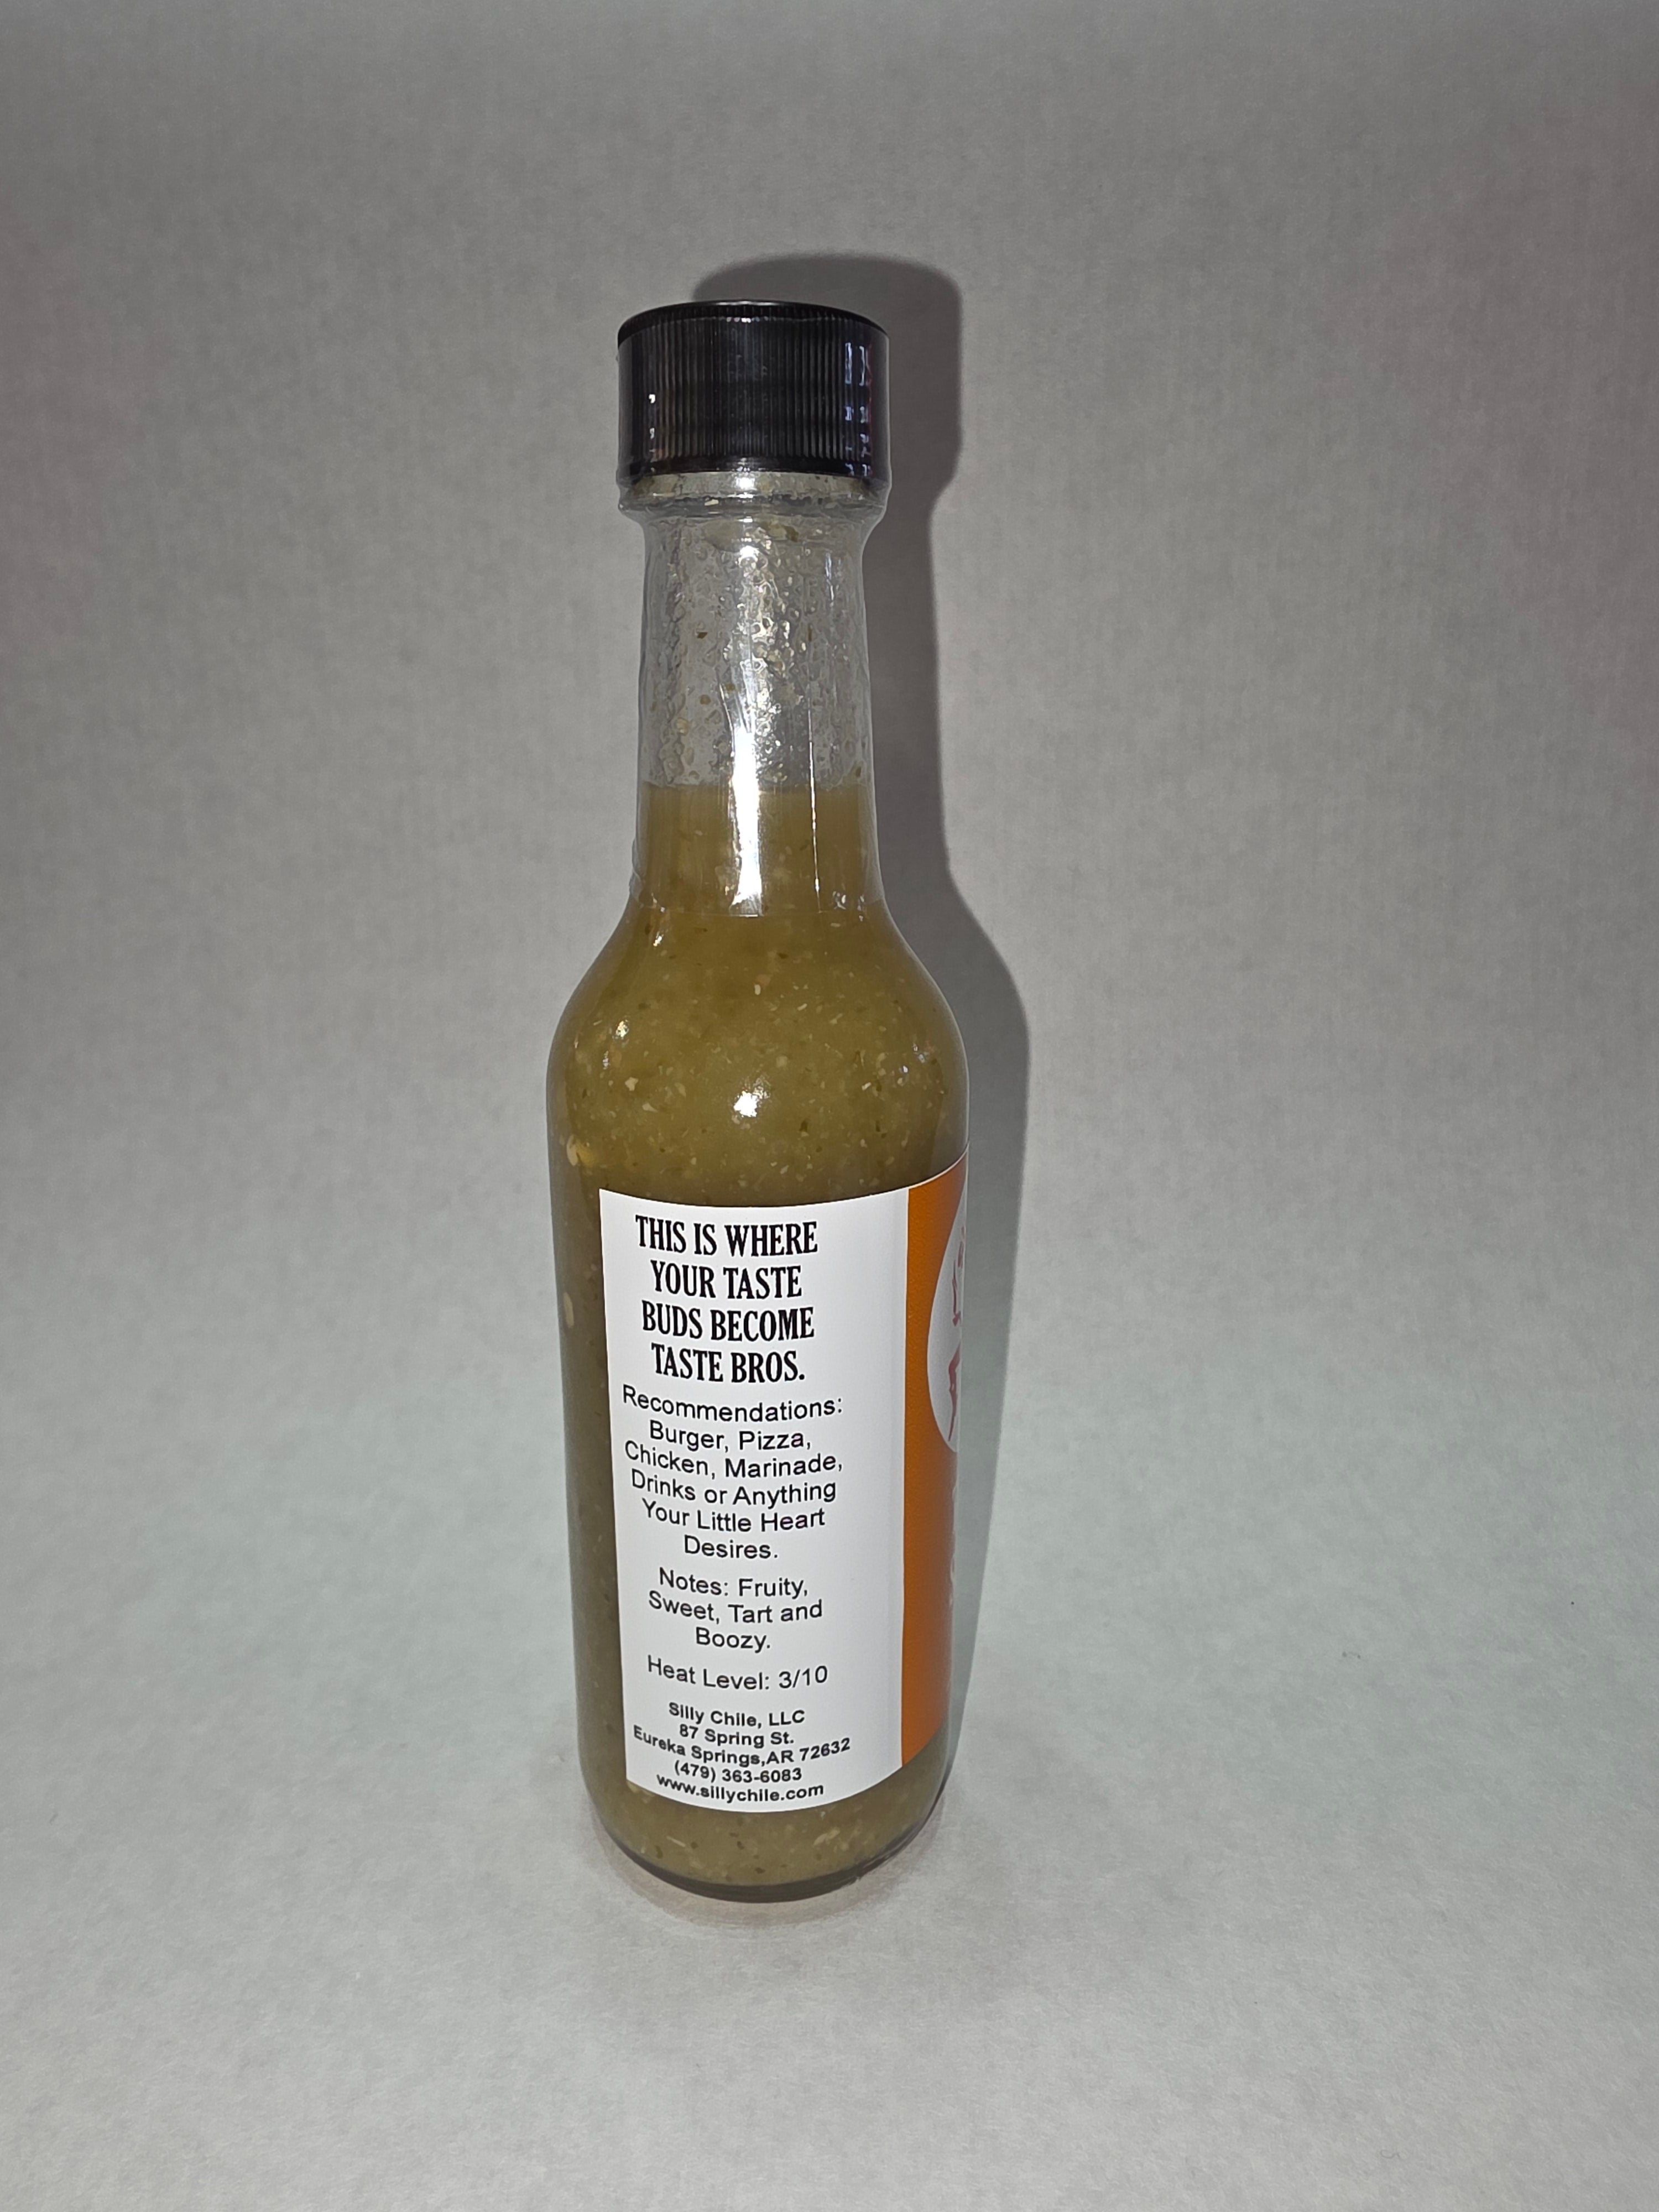 THIS IS WHERE
YOUR TASTE
BUDS BECOME
TASTE BROS.
Recommendations:
Burger, Pizza,
Chicken, Marinade,
Drinks or Anything
Your Little Heart
Desires.
Notes: Fruity,
Sweet, Tart and
Boozy.
Heat Level: 3/10
Silly Chile, LLC
87 Spring St.
Eureka Springs,AR 72632
(479) 363-6083
www.sillychile.com